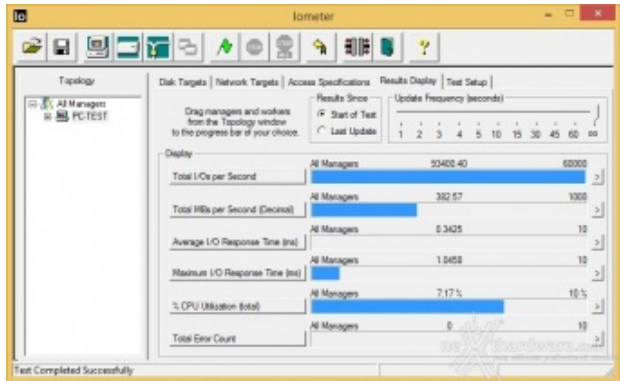 Iometer
Topology
All Managers
PC-TEST
Disk Targets | Network Targets | Access Specifications | Results Display | Test Setup
Drag managers and workers
from the Topology window
to the progress bar of your choice.
Results Since
Start of Test
Last Update
Update Frequency (seconds)
1 2 3 4 5 10 15 30 45 60 ∞
Display
All Managers 93400.40 60000
Total I/Os per Second >
All Managers 382.57 1000
Total MBs per Second (Decimal) >
All Managers 0.3425 10
Average I/O Response Time (ms) >
All Managers 1.0458 10
Maximum I/O Response Time (ms) >
All Managers 7.17 % 10 %
% CPU Utilization (total) >
All Managers 0 10
Total Error Count >
Test Completed Successfully